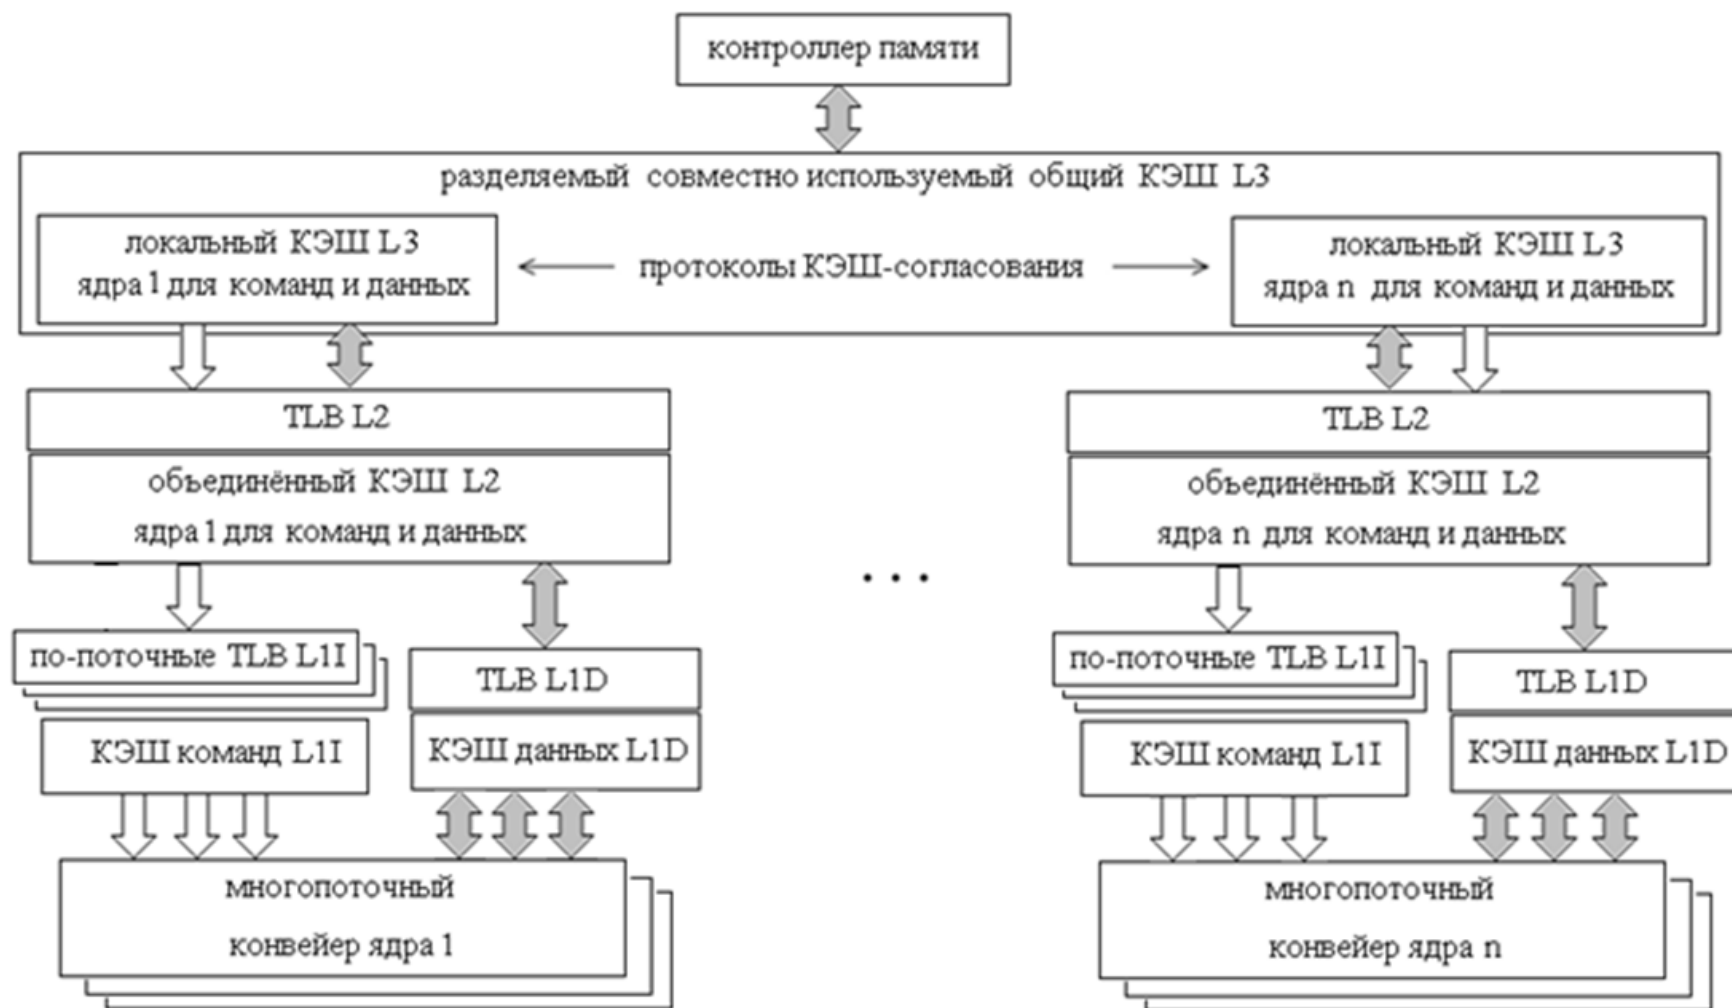 контроллер памяти
разделяемый совместно используемый общий КЭШ L3
локальный КЭШ L3
ядра 1 для команд и данных
протоколы КЭШ-согласования
локальный КЭШ L3
ядра n для команд и данных
TLB L2
объединённый КЭШ L2
ядра 1 для команд и данных
TLB L2
объединённый КЭШ L2
ядра n для команд и данных
. . .
по-поточные TLB L1I
TLB L1D
КЭШ команд L1I
КЭШ данных L1D
по-поточные TLB L1I
TLB L1D
КЭШ команд L1I
КЭШ данных L1D
многопоточный
конвейер ядра 1
многопоточный
конвейер ядра n